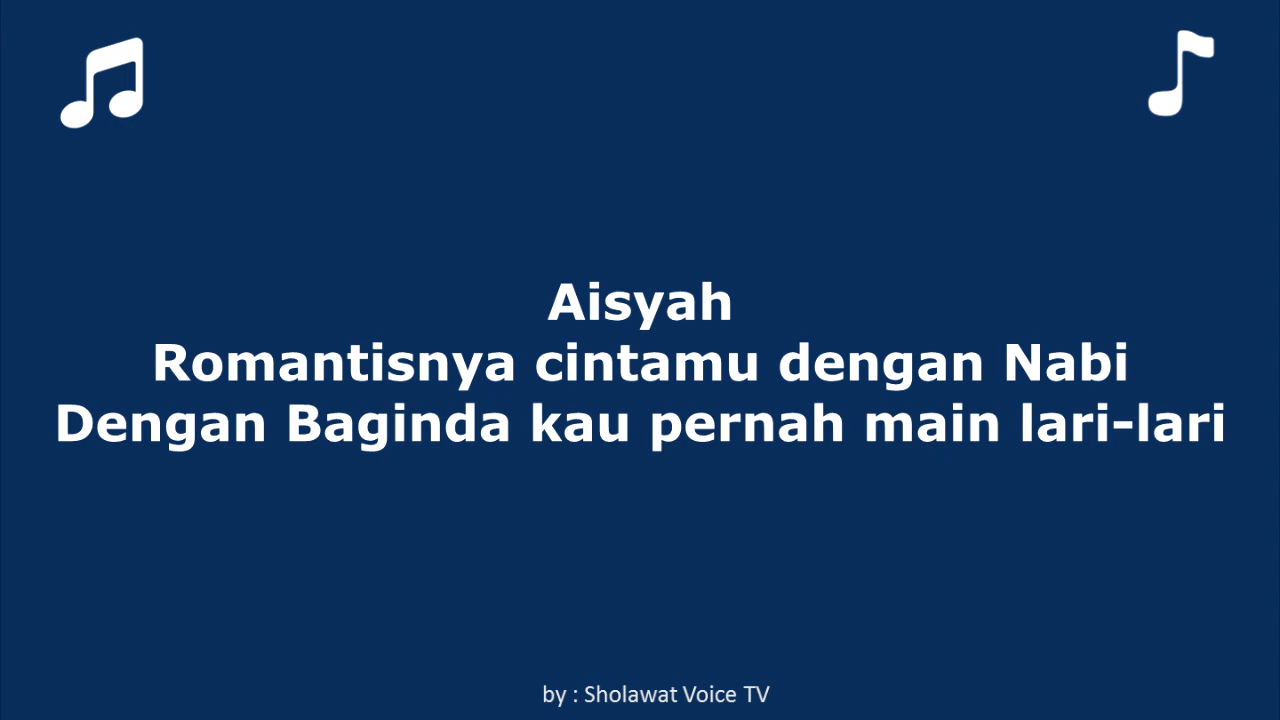 Aisyah
Romantisnya cintamu dengan Nabi
Dengan Baginda kau pernah main lari-lari
by : Sholawat Voice TV